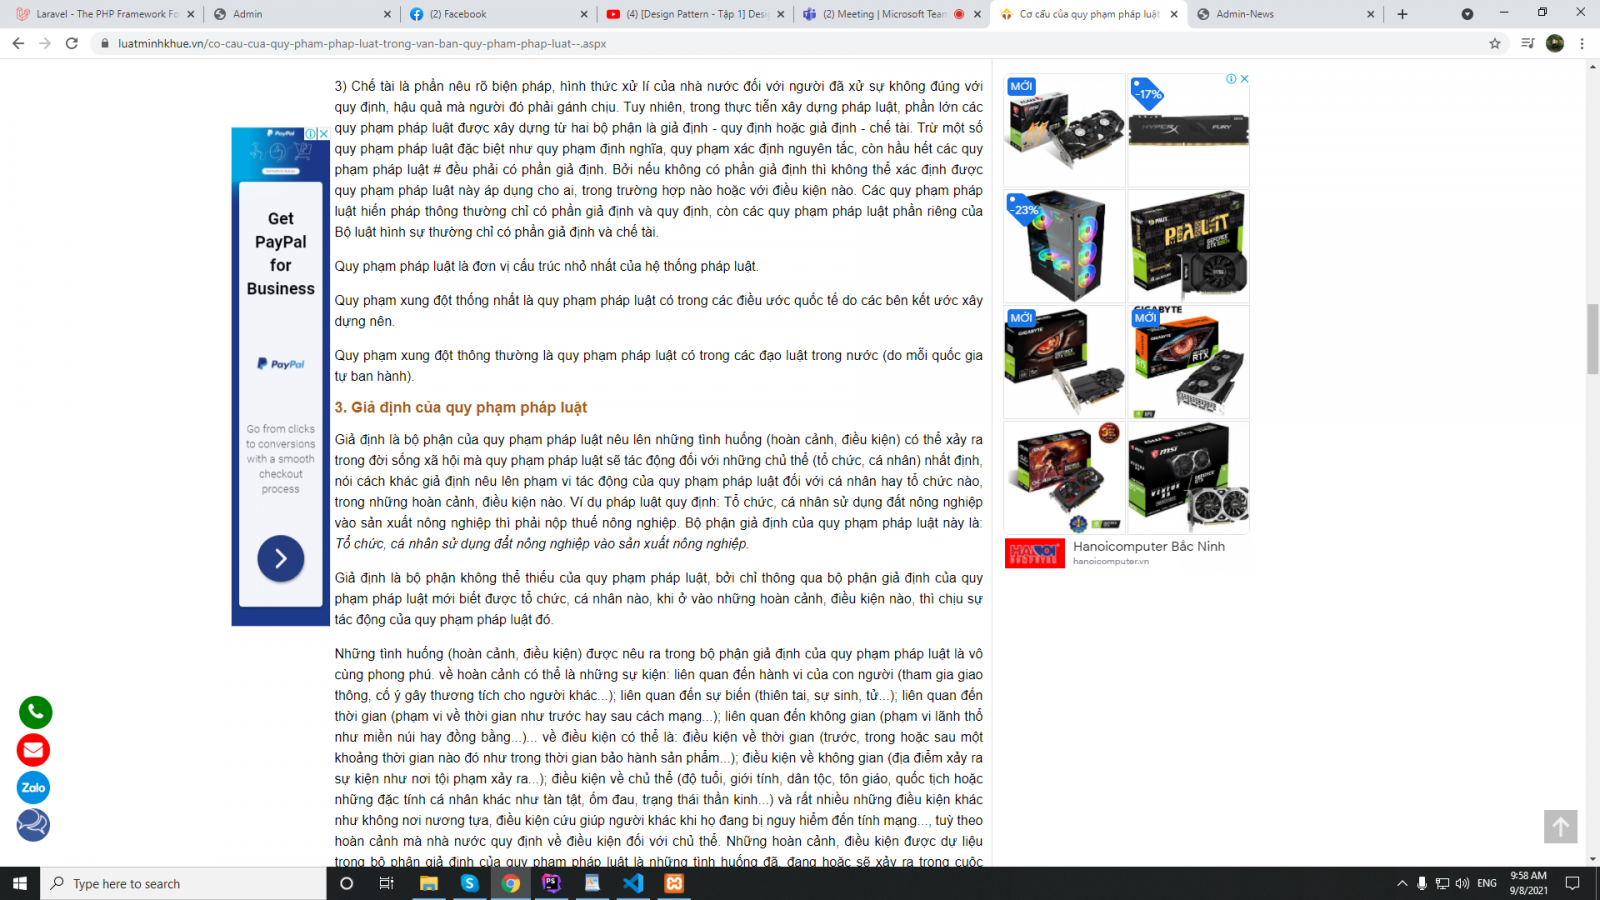 Laravel - The PHP Framework Fo
Admin
(2) Facebook
(4) [Design Pattern - Tập 1] Desi
(2) Meeting | Microsoft Team
Cơ cấu của quy phạm pháp luật
Admin-News
luatminhkhue.vn/co-cau-cua-quy-pham-phap-luat-trong-van-ban-quy-pham-phap-luat--.aspx
3) Chế tài là phần nêu rõ biện pháp, hình thức xử lí của nhà nước đối với người đã xử sự không đúng với
quy định, hậu quả mà người đó phải gánh chịu. Tuy nhiên, trong thực tiễn xây dựng pháp luật, phần lớn các
quy phạm pháp luật được xây dựng từ hai bộ phận là giả định - quy định hoặc giả định - chế tài. Trừ một số
quy phạm pháp luật đặc biệt như quy phạm định nghĩa, quy phạm xác định nguyên tắc, còn hầu hết các quy
phạm pháp luật # đều phải có phần giả định. Bởi nếu không có phần giả định thì không thể xác định được
quy phạm pháp luật này áp dụng cho ai, trong trường hợp nào hoặc với điều kiện nào. Các quy phạm pháp
luật hiến pháp thông thường chỉ có phần giả định và quy định, còn các quy phạm pháp luật phần riêng của
Bộ luật hình sự thường chỉ có phần giả định và chế tài.
Quy phạm pháp luật là đơn vị cấu trúc nhỏ nhất của hệ thống pháp luật.
Quy phạm xung đột thống nhất là quy phạm pháp luật có trong các điều ước quốc tế do các bên kết ước xây
dựng nên.
Quy phạm xung đột thông thường là quy phạm pháp luật có trong các đạo luật trong nước (do mỗi quốc gia
tự ban hành).
3. Giả định của quy phạm pháp luật
Giả định là bộ phận của quy phạm pháp luật nêu lên những tình huống (hoàn cảnh, điều kiện) có thể xảy ra
trong đời sống xã hội mà quy phạm pháp luật sẽ tác động đối với những chủ thể (tổ chức, cá nhân) nhất định,
nói cách khác giả định nêu lên phạm vi tác động của quy phạm pháp luật đối với cá nhân hay tổ chức nào,
trong những hoàn cảnh, điều kiện nào. Ví dụ pháp luật quy định: Tổ chức, cá nhân sử dụng đất nông nghiệp
vào sản xuất nông nghiệp thì phải nộp thuế nông nghiệp. Bộ phận giả định của quy phạm pháp luật này là:
Tổ chức, cá nhân sử dụng đất nông nghiệp vào sản xuất nông nghiệp.
Giả định là bộ phận không thể thiếu của quy phạm pháp luật, bởi chỉ thông qua bộ phận giả định của quy
phạm pháp luật mới biết được tổ chức, cá nhân nào, khi ở vào những hoàn cảnh, điều kiện nào, thì chịu sự
tác động của quy phạm pháp luật đó.
Những tình huống (hoàn cảnh, điều kiện) được nêu ra trong bộ phận giả định của quy phạm pháp luật là vô
cùng phong phú. về hoàn cảnh có thể là những sự kiện: liên quan đến hành vi của con người (tham gia giao
thông, cố ý gây thương tích cho người khác...); liên quan đến sự biến (thiên tai, sự sinh, tử...); liên quan đến
thời gian (phạm vi về thời gian như trước hay sau cách mạng...); liên quan đến không gian (phạm vi lãnh thổ
như miền núi hay đồng bằng...)... về điều kiện có thể là: điều kiện về thời gian (trước, trong hoặc sau một
khoảng thời gian nào đó như trong thời gian bảo hành sản phẩm...); điều kiện về không gian (địa điểm xảy ra
sự kiện như nơi tội phạm xảy ra...); điều kiện về chủ thể (độ tuổi, giới tính, dân tộc, tôn giáo, quốc tịch hoặc
những đặc tính cá nhân khác như tàn tật, ốm đau, trạng thái thần kinh...) và rất nhiều những điều kiện khác
như không nơi nương tựa, điều kiện cứu giúp người khác khi họ đang bị nguy hiểm đến tính mạng..., tuỳ theo
hoàn cảnh mà nhà nước quy định về điều kiện đối với chủ thể. Những hoàn cảnh, điều kiện được dự liệu
trong bộ phận giả định của quy phạm pháp luật là những tình huống đã, đang hoặc sẽ xảy ra trong cuộc
PayPal
Get
PayPal
for
Business
PayPal
Go from clicks
to conversions
with a smooth
checkout
process
Zalo
MỚI
-17%
HYPERX
FURY
-23%
PALIT
GIGABYTE
MỚI
GIGABYTE
MỚI
RTX
msi
HANOI
COMPUTER
Hanoicomputer Bắc Ninh
hanoicomputer.vn
Type here to search
ENG
9:58 AM
9/8/2021